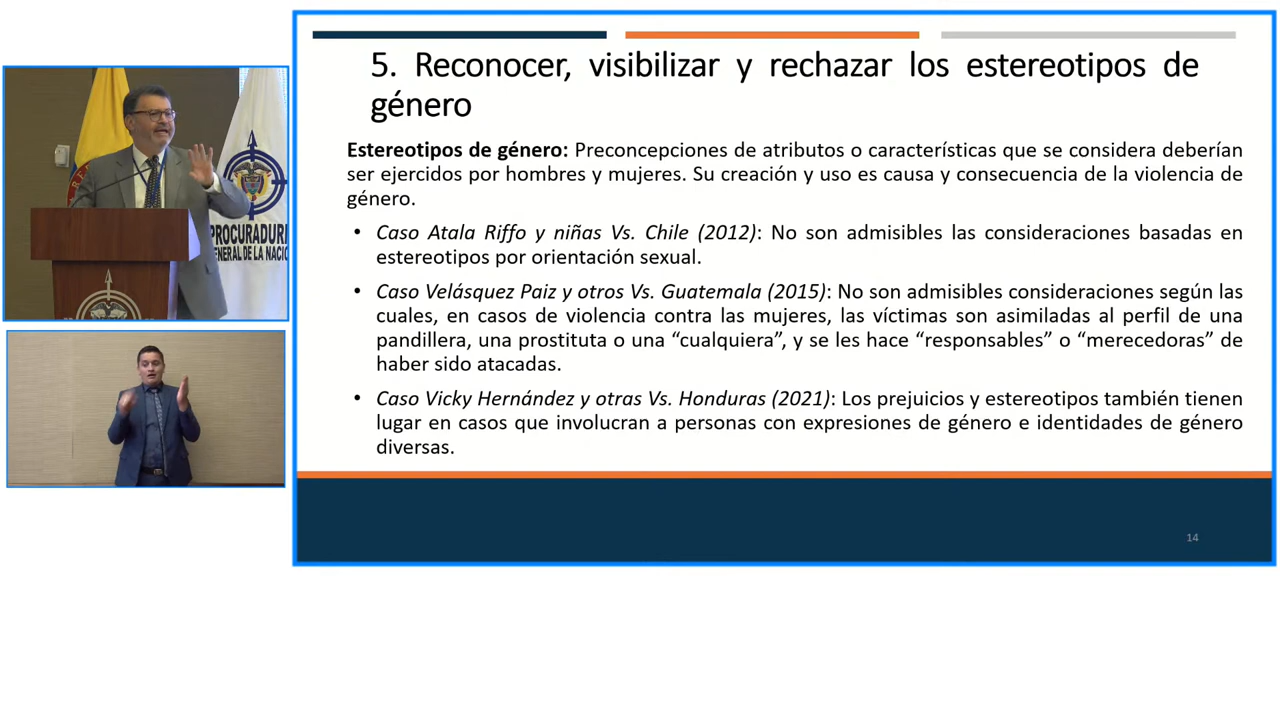 5. Reconocer, visibilizar y rechazar los estereotipos de
género
Estereotipos de género: Preconcepciones de atributos o características que se considera deberían
ser ejercidos por hombres y mujeres. Su creación y uso es causa y consecuencia de la violencia de
género.
• Caso Atala Riffo y niñas Vs. Chile (2012): No son admisibles las consideraciones basadas en
estereotipos por orientación sexual.
• Caso Velásquez Paiz y otros Vs. Guatemala (2015): No son admisibles consideraciones según las
cuales, en casos de violencia contra las mujeres, las víctimas son asimiladas al perfil de una
pandillera, una prostituta o una “cualquiera”, y se les hace “responsables” o “merecedoras” de
haber sido atacadas.
• Caso Vicky Hernández y otras Vs. Honduras (2021): Los prejuicios y estereotipos también tienen
lugar en casos que involucran a personas con expresiones de género e identidades de género
diversas.
14
PROCURADURI
GENERAL DE LA NACIO